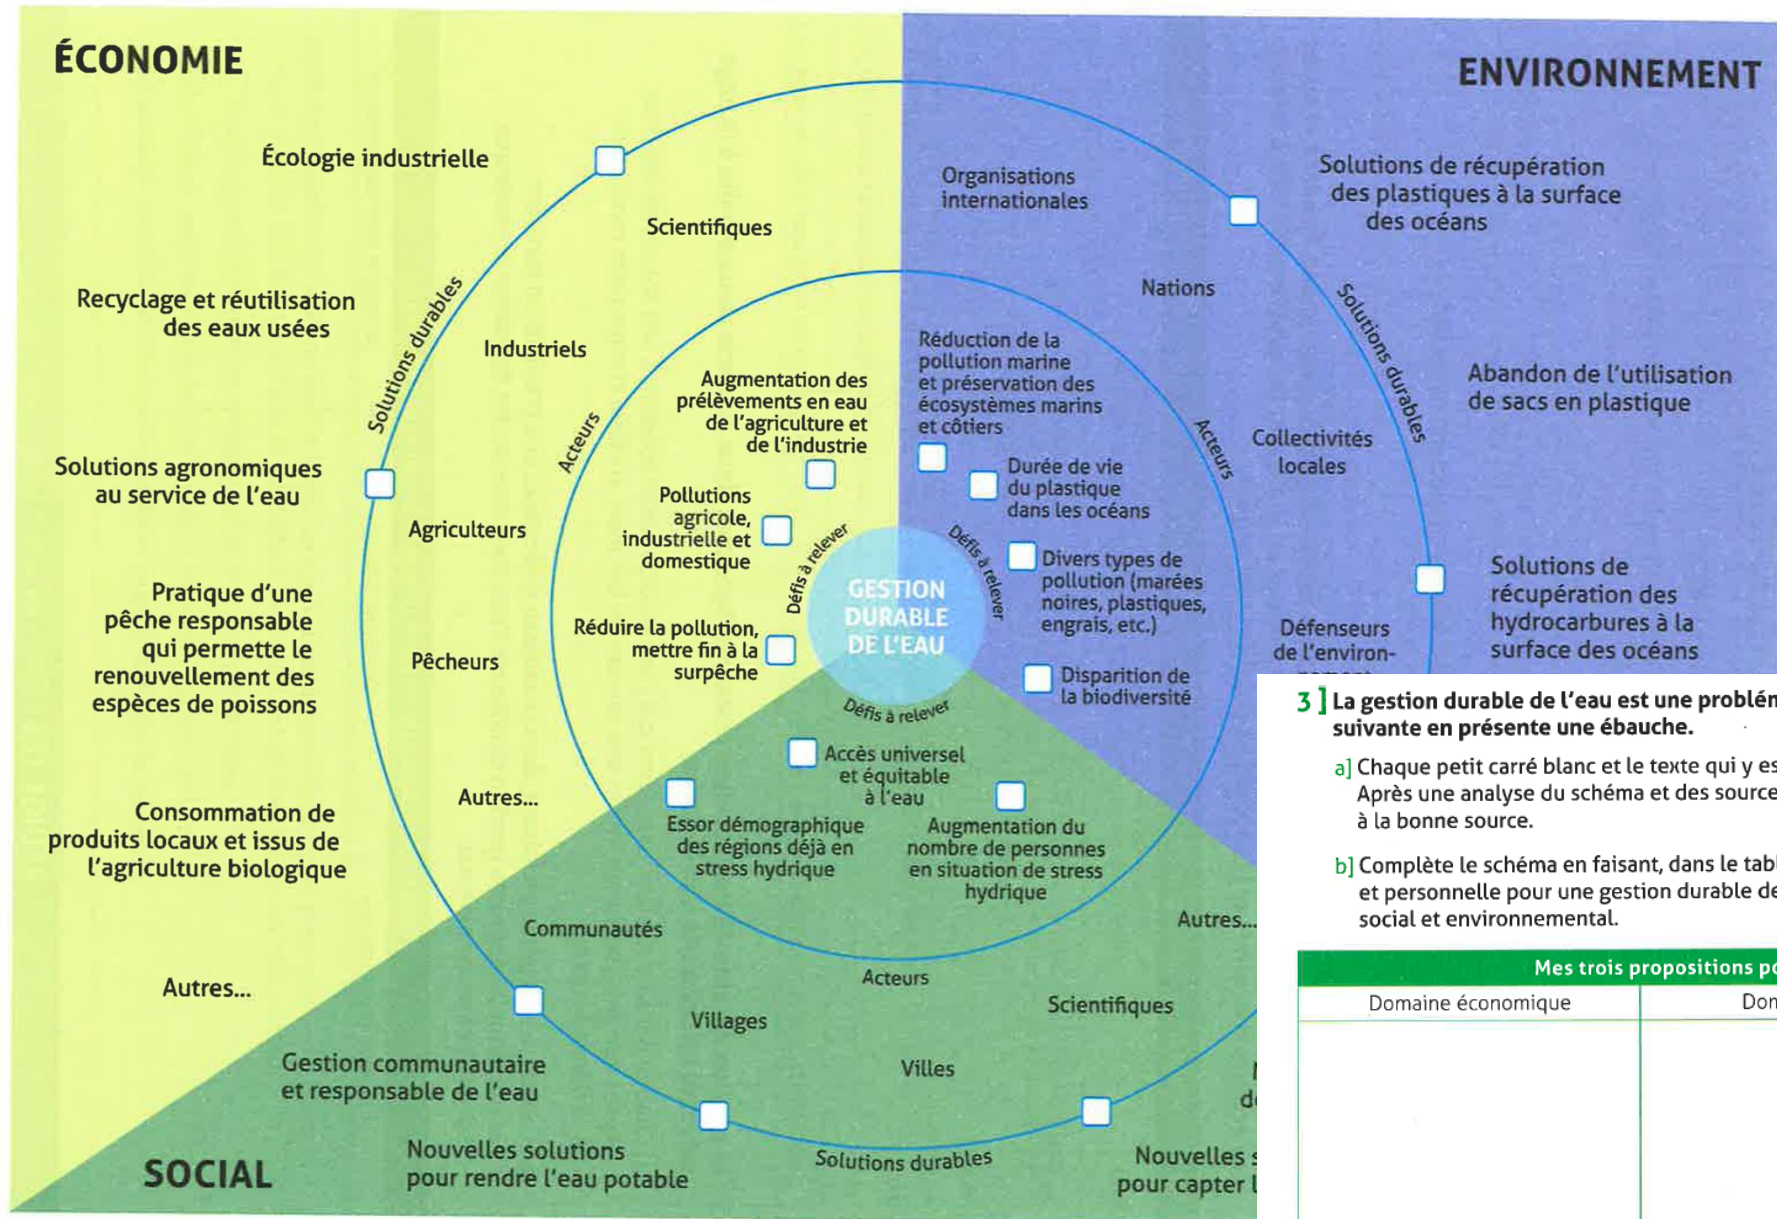 ÉCONOMIE
Écologie industrielle
Scientifiques
Recyclage et réutilisation
des eaux usées
Solutions durables
Industriels
Acteurs
Augmentation des
prélèvements en eau
de l'agriculture et
de l'industrie
Solutions agronomiques
au service de l'eau
Agriculteurs
Pollutions
agricole,
industrielle et
domestique
Défis à relever
Pratique d'une
pêche responsable
qui permette le
renouvellement des
espèces de poissons
Pêcheurs
Réduire la pollution,
mettre fin à la
surpêche
Consommation de
produits locaux et issus de
l'agriculture biologique
Autres...
Autres...
GESTION
DURABLE
DE L'EAU
ENVIRONNEMENT
Organisations
internationales
Solutions de récupération
des plastiques à la surface
des océans
Nations
Solutions durables
Réduction de la
pollution marine
et préservation des
écosystèmes marins
et côtiers
Acteurs
Collectivités
locales
Abandon de l'utilisation
de sacs en plastique
Durée de vie
du plastique
dans les océans
Défis à relever
Divers types de
pollution (marées
noires, plastiques,
engrais, etc.)
Défenseurs
de l'environ-
Solutions de
récupération des
hydrocarbures à la
surface des océans
Disparition de
la biodiversité
Autres...
Défis à relever
Accès universel
et équitable
à l'eau
Essor démographique
des régions déjà en
stress hydrique
Augmentation du
nombre de personnes
en situation de stress
hydrique
Communautés
Acteurs
Villages
Scientifiques
Villes
Gestion communautaire
et responsable de l'eau
Nouvelles solutions
pour rendre l'eau potable
Solutions durables
Nouvelles
pour capter
SOCIAL
3] La gestion durable de l'eau est une
suivante en présente une ébauche.
a] Chaque petit carré blanc et le texte qui y
Après une analyse du schéma et des
à la bonne source.
b] Complète le schéma en faisant, dans le
et personnelle pour une gestion durable
social et environnemental.
Mes trois propositions
Domaine économique